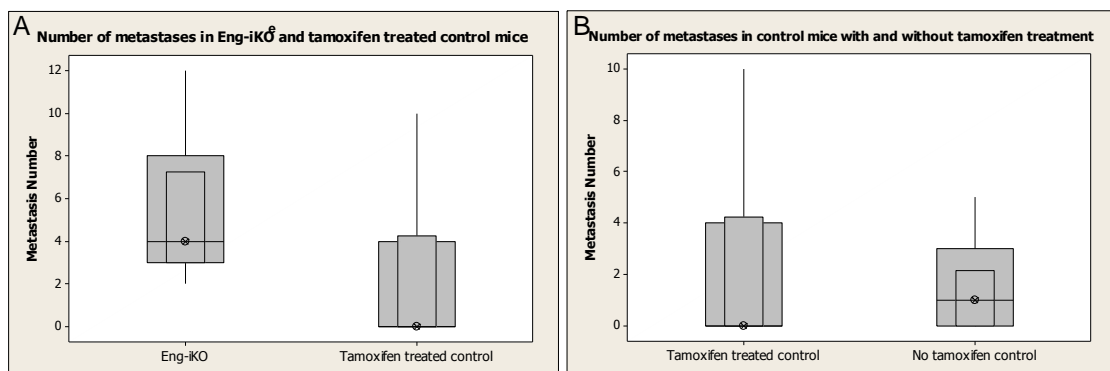 A
Number of metastases in Eng-iKOe and tamoxifen treated control mice
Metastasis Number
12
10
8
6
4
2
0
Eng-iKO
Tamoxifen treated control
B
Number of metastases in control mice with and without tamoxifen treatment
Metastasis Number
10
8
6
4
2
0
Tamoxifen treated control
No tamoxifen control